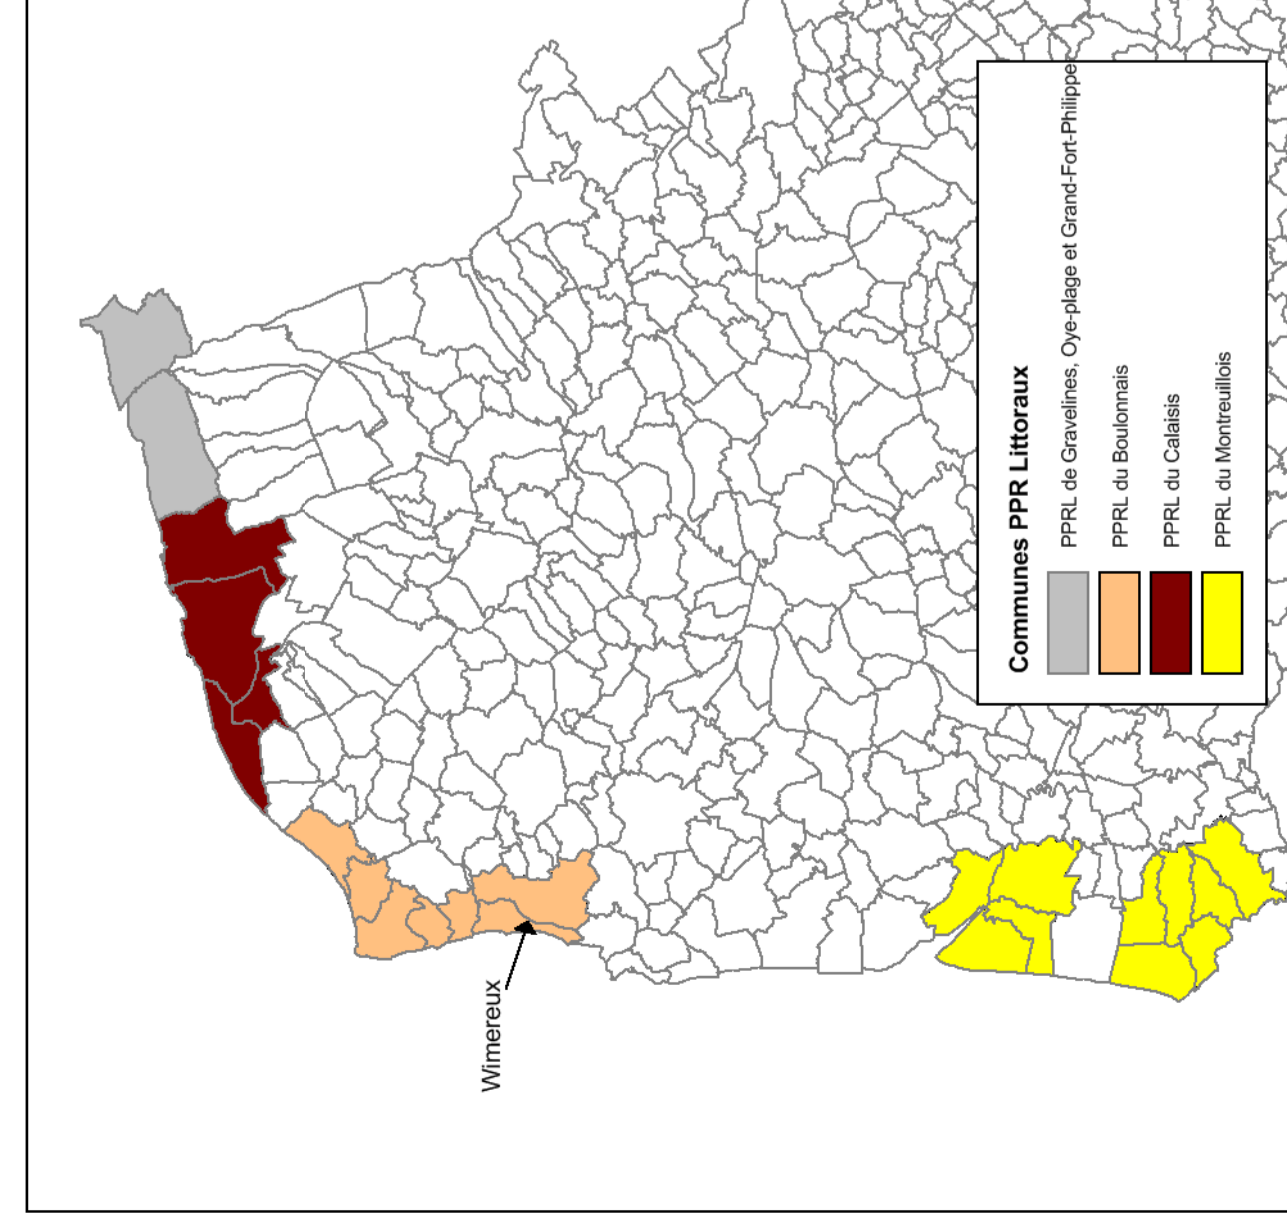 Wimereux
Communes PPR Littoraux
PPRL de Gravelines, Oye-plage et Grand-Fort-Philippe
PPRL du Boulonnais
PPRL du Calaisis
PPRL du Montreuillois